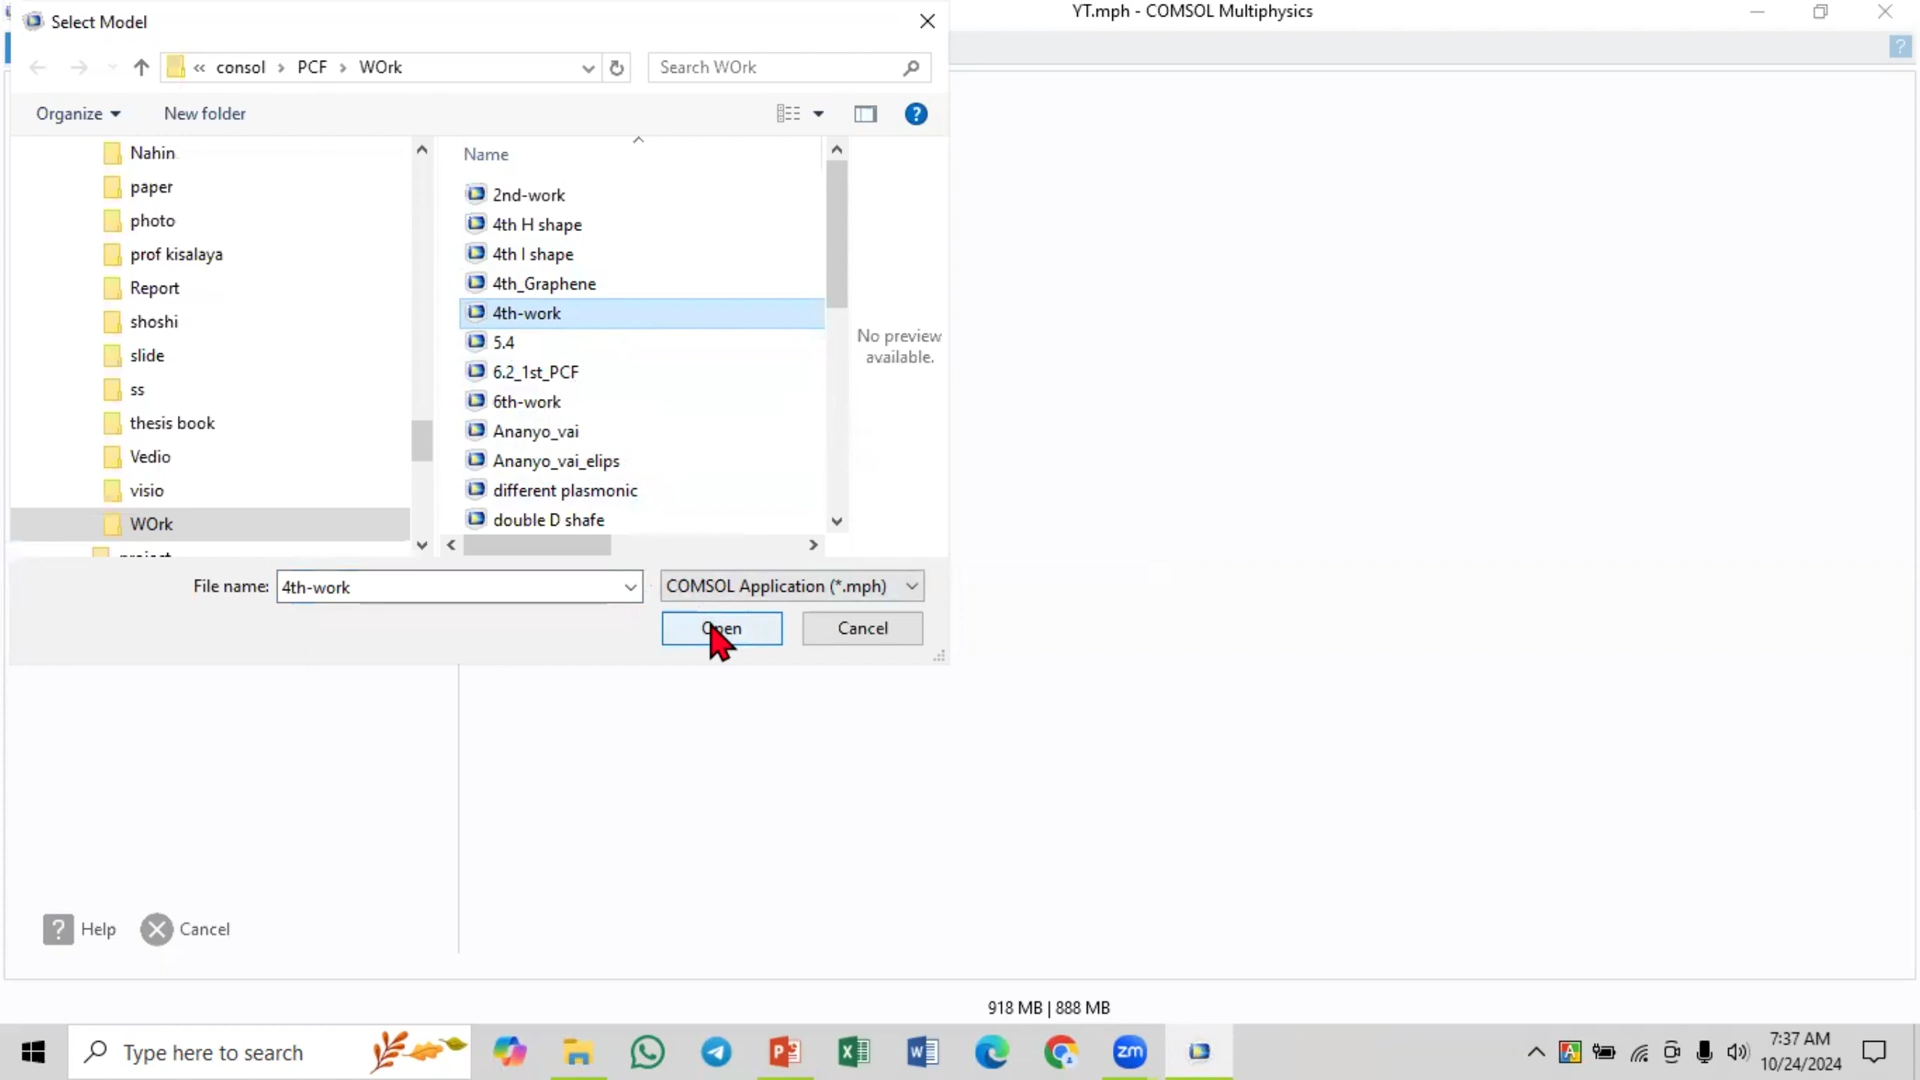 Select Model
YT.mph - COMSOL Multiphysics
« consol › PCF › WOrk
Search WOrk
Organize
New folder
Nahin
paper
photo
prof kisalaya
Report
shoshi
slide
ss
thesis book
Vedio
visio
WOrk
project
Name
2nd-work
4th H shape
4th I shape
4th_Graphene
4th-work
5.4
6.2_1st_PCF
6th-work
Ananyo_vai
Ananyo_vai_elips
different plasmonic
double D shafe
No preview
available.
File name: 4th-work
COMSOL Application (*.mph)
Open
Cancel
Help
Cancel
918 MB | 888 MB
Type here to search
zm
7:37 AM
10/24/2024